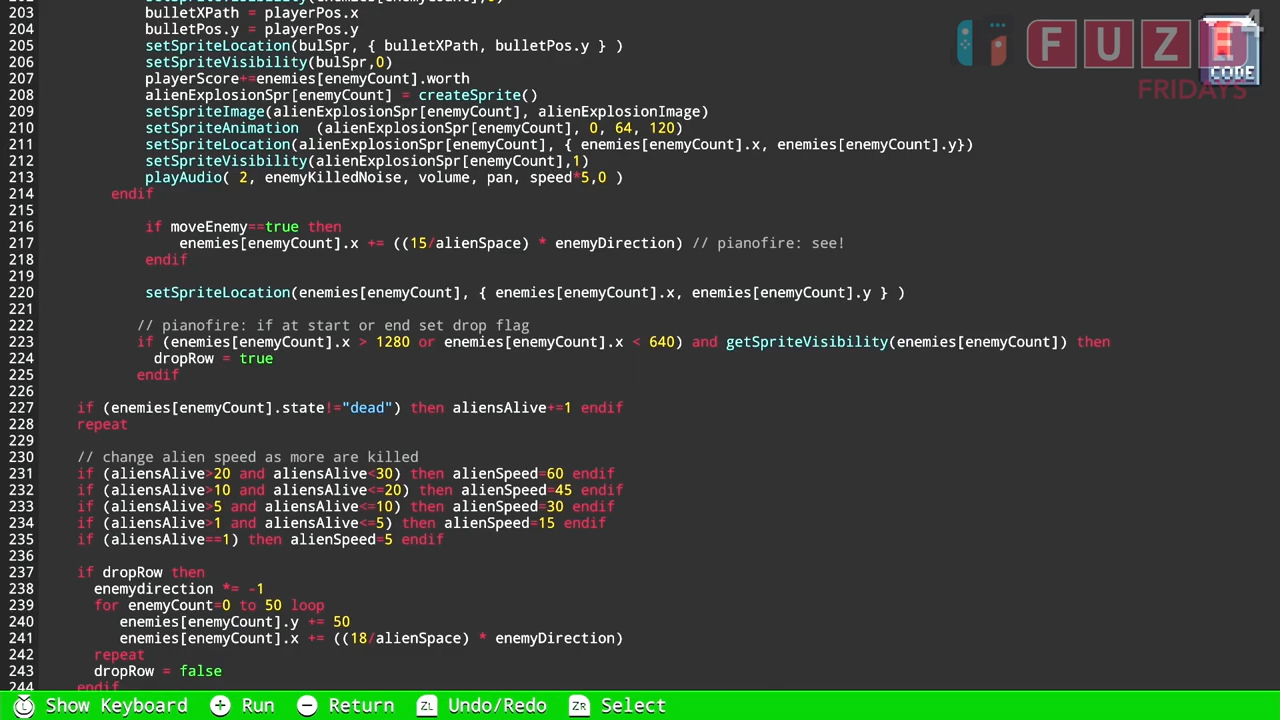 203 bulletXPath = playerPos.x
204 bulletPos.y = playerPos.y
205 setSpriteLocation(bulSpr, { bulletXPath, bulletPos.y } )
206 setSpriteVisibility(bulSpr,0)
207 playerScore+=enemies[enemyCount].worth
208 alienExplosionSpr[enemyCount] = createSprite()
209 setSpriteImage(alienExplosionSpr[enemyCount], alienExplosionImage)
210 setSpriteAnimation (alienExplosionSpr[enemyCount], 0, 64, 120)
211 setSpriteLocation(alienExplosionSpr[enemyCount], { enemies[enemyCount].x, enemies[enemyCount].y})
212 setSpriteVisibility(alienExplosionSpr[enemyCount],1)
213 playAudio( 2, enemyKilledNoise, volume, pan, speed*5,0 )
214 endif
215
216 if moveEnemy==true then
217 enemies[enemyCount].x += ((15/alienSpace) * enemyDirection) // pianofire: see!
218 endif
219
220 setSpriteLocation(enemies[enemyCount], { enemies[enemyCount].x, enemies[enemyCount].y } )
221
222 // pianofire: if at start or end set drop flag
223 if (enemies[enemyCount].x > 1280 or enemies[enemyCount].x < 640) and getSpriteVisibility(enemies[enemyCount]) then
224 dropRow = true
225 endif
226
227 if (enemies[enemyCount].state!="dead") then aliensAlive+=1 endif
228 repeat
229
230 // change alien speed as more are killed
231 if (aliensAlive>20 and aliensAlive<30) then alienSpeed=60 endif
232 if (aliensAlive>10 and aliensAlive<=20) then alienSpeed=45 endif
233 if (aliensAlive>5 and aliensAlive<=10) then alienSpeed=30 endif
234 if (aliensAlive>1 and aliensAlive<=5) then alienSpeed=15 endif
235 if (aliensAlive==1) then alienSpeed=5 endif
236
237 if dropRow then
238 enemydirection *= -1
239 for enemyCount=0 to 50 loop
240 enemies[enemyCount].y += 50
241 enemies[enemyCount].x += ((18/alienSpace) * enemyDirection)
242 repeat
243 dropRow = false
244 endif
FUZE
4
CODE
FRIDAYS
Show Keyboard + Run - Return ZL Undo/Redo ZR Select